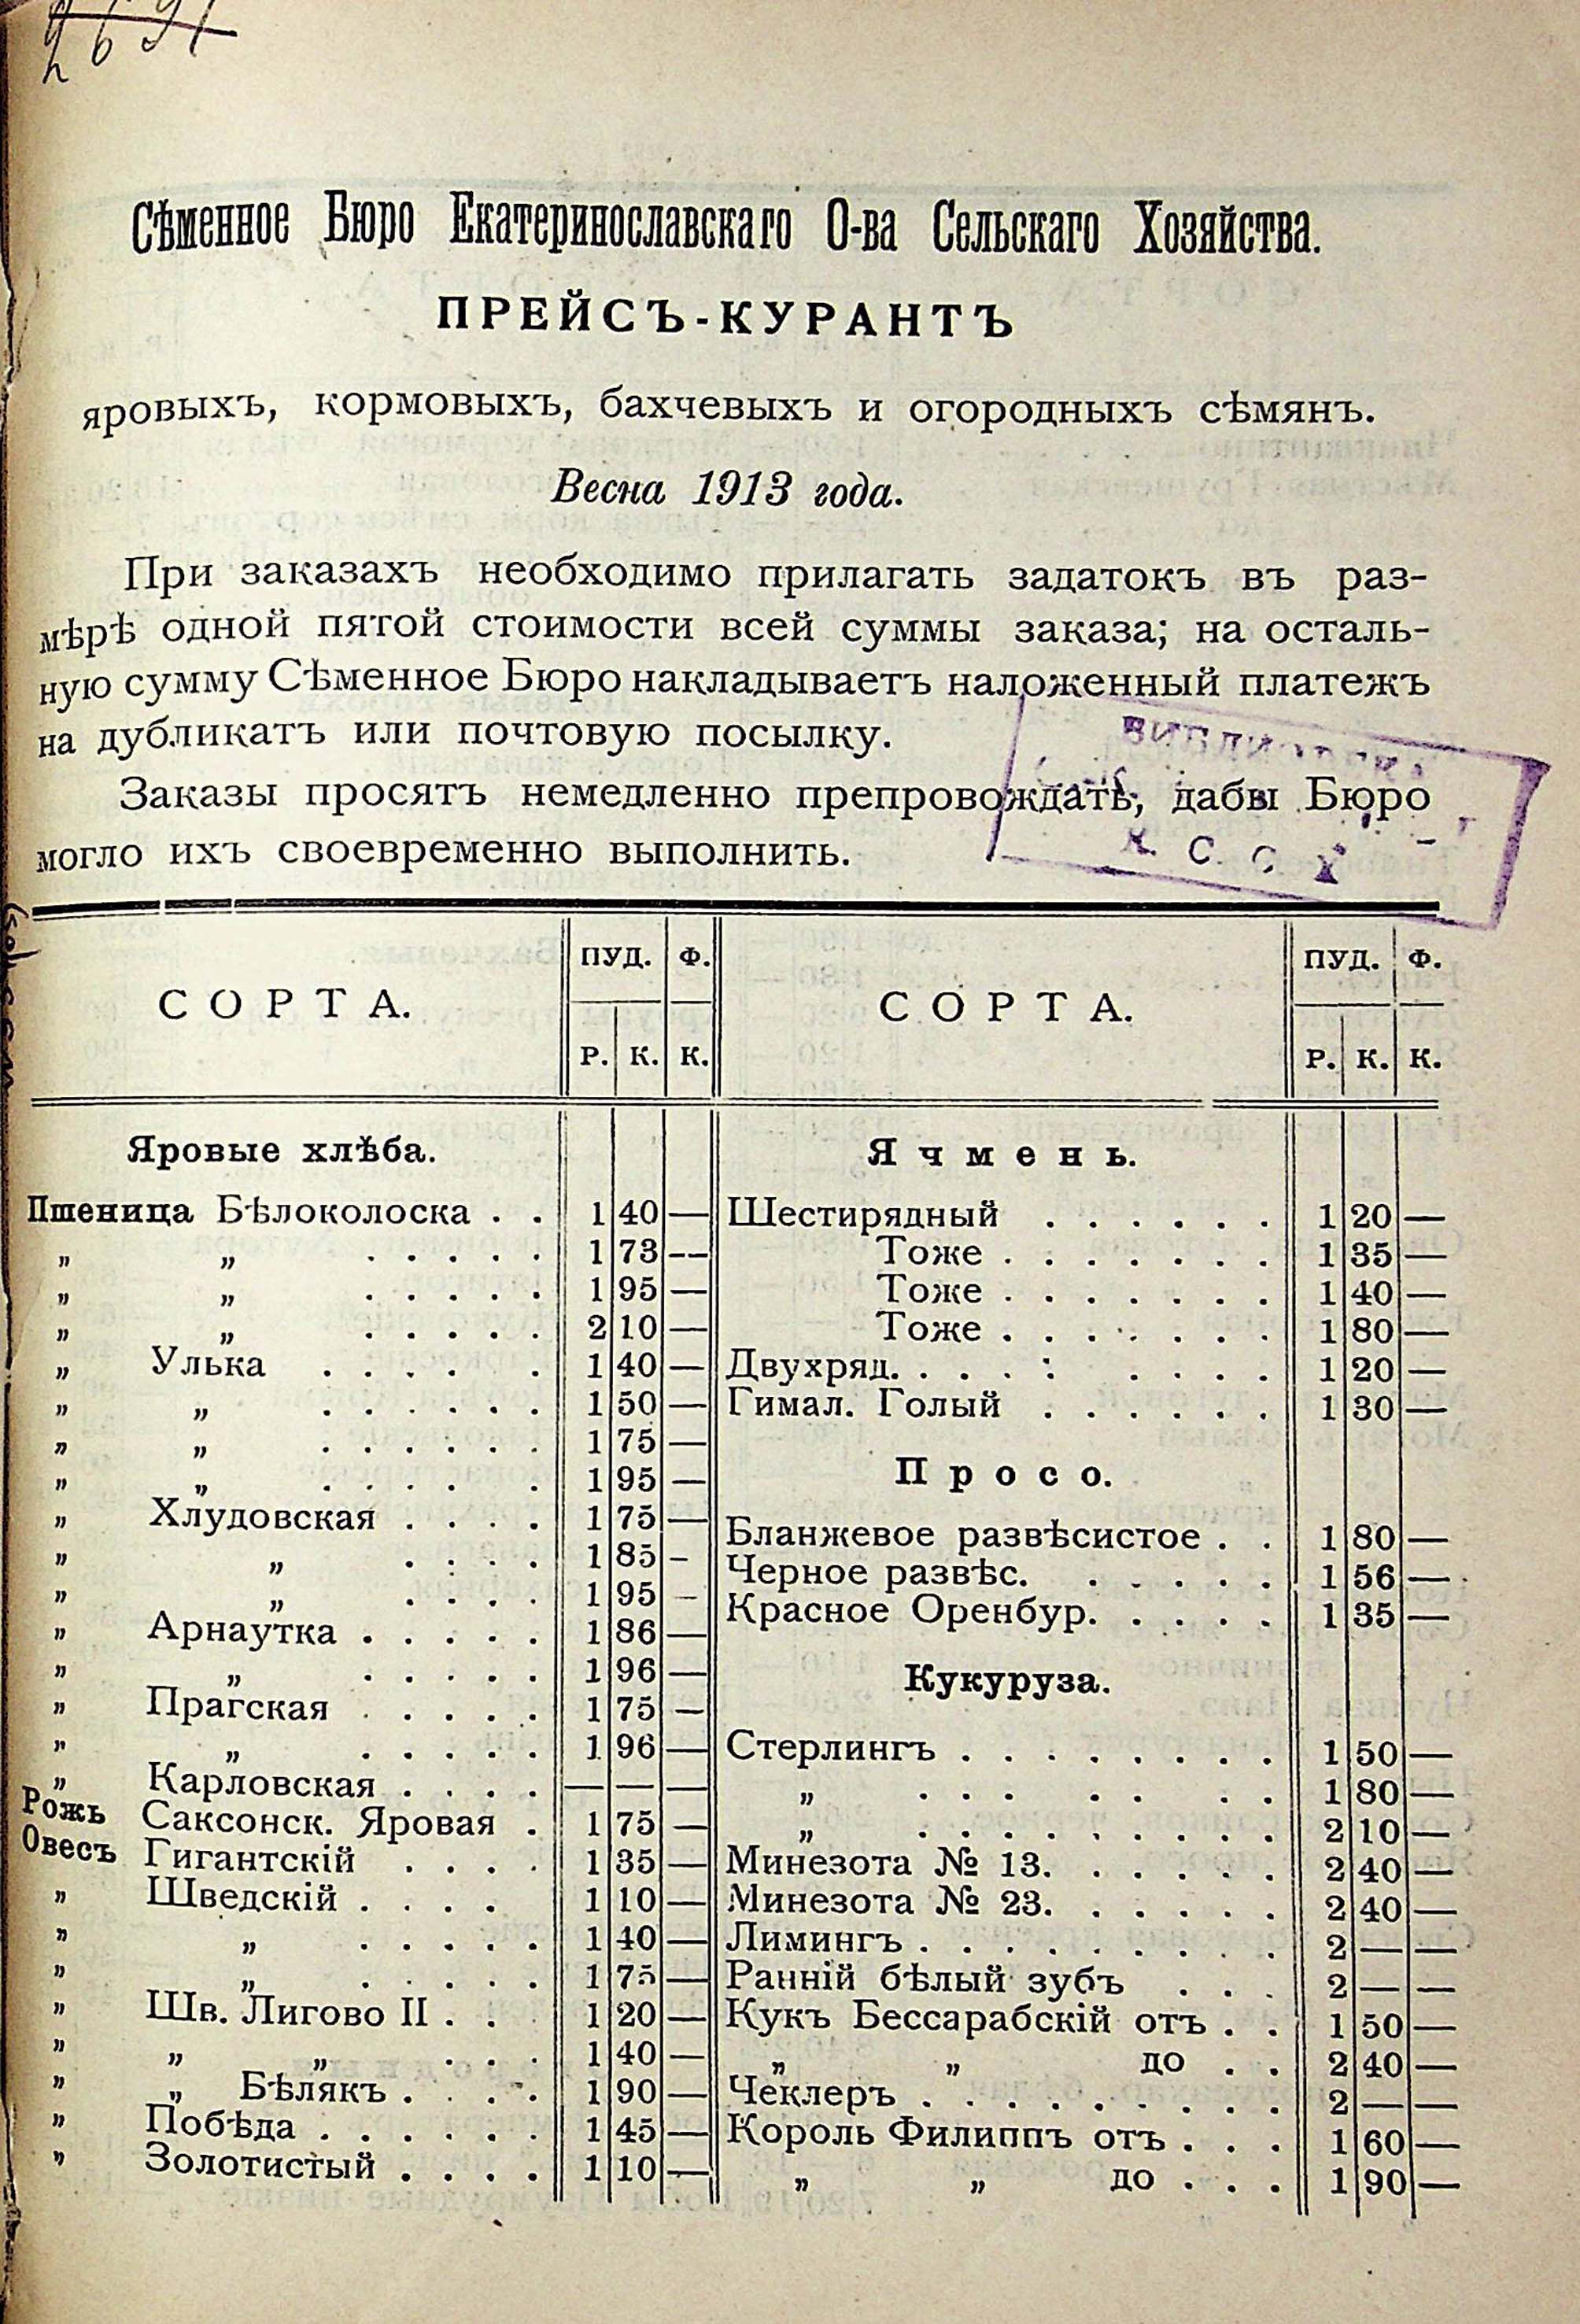 2691
Сѣменное Бюро Екатеринославскаго О-ва Сельскаго Хозяйства.
ПРЕЙСЪ-КУРАНТЪ
яровыхъ, кормовыхъ, бахчевыхъ и огородныхъ сѣмянъ.
Весна 1913 года.
При заказахъ необходимо прилагать задатокъ въ раз-
мѣрѣ одной пятой стоимости всей суммы заказа; на осталь-
ную сумму Сѣменное Бюро накладываетъ наложенный платежъ
на дубликатъ или почтовую посылку.
Заказы просятъ немедленно препровождать, дабы Бюро
могло ихъ своевременно выполнить.
СОРТА. ПУД. Ф.
Р. К. К.
Яровые хлѣба.
Пшеница Бѣлоколоска . . 1 40 —
„ „ . . . . . 1 73 —
„ „ . . . . . 1 95 —
„ „ . . . . . 2 10 —
„ Улька . . . . . 1 40 —
„ „ . . . . . . 1 50 —
„ „ . . . . . . 1 75 —
„ „ . . . . . 1 95 —
„ Хлудовская . . . . 1 75 —
„ „ . . . . 1 85 —
„ „ . . . . 1 95 —
„ Арнаутка . . . . . 1 86 —
„ „ . . . . . 1 96 —
„ Прагская . . . . . 1 75 —
„ „ . . . . . 1 96 —
„ Карловская . . . . — — —
Рожь Саксонск. Яровая . 1 75 —
Овесъ Гигантскій . . . . 1 35 —
„ Шведскій . . . . 1 10 —
„ „ . . . . . 1 40 —
„ „ . . . . . 1 75 —
„ Шв. Лигово II . . 1 20 —
„ „ „ . . . 1 40 —
„ „ Бѣлякъ . . . . 1 90 —
„ Побѣда . . . . . . 1 45 —
„ Золотистый . . . . 1 10 —
СОРТА. ПУД. Ф.
Р. К. К.
Ячмень.
Шестирядный . . . . . . 1 20 —
Тоже . . . . . . . 1 35 —
Тоже . . . . . . . 1 40 —
Тоже . . . . . . . 1 80 —
Двухряд. . . . : . . . . 1 20 —
Гимал. Голый . . . . . . 1 30 —
Просо.
Бланжевое развѣсистое . . 1 80 —
Черное развѣс. . . . . . 1 56 —
Красное Оренбур. . . . . 1 35 —
Кукуруза.
Стерлингъ . . . . . . . . 1 50 —
„ . . . . . . . 1 80 —
„ . . . . . . . . . 2 10 —
Минезота № 13. . . . . . 2 40 —
Минезота № 23. . . . . . 2 40 —
Лимингъ . . . . . . . . . 2 — —
Ранній бѣлый зубъ . . . 2 — —
Кукъ Бессарабскій отъ . . 1 50 —
„ „ до . . 2 40 —
Чеклеръ . . . . . . . . . 2 — —
Король Филиппъ отъ . . . 1 60 —
„ „ до . . . 1 90 —